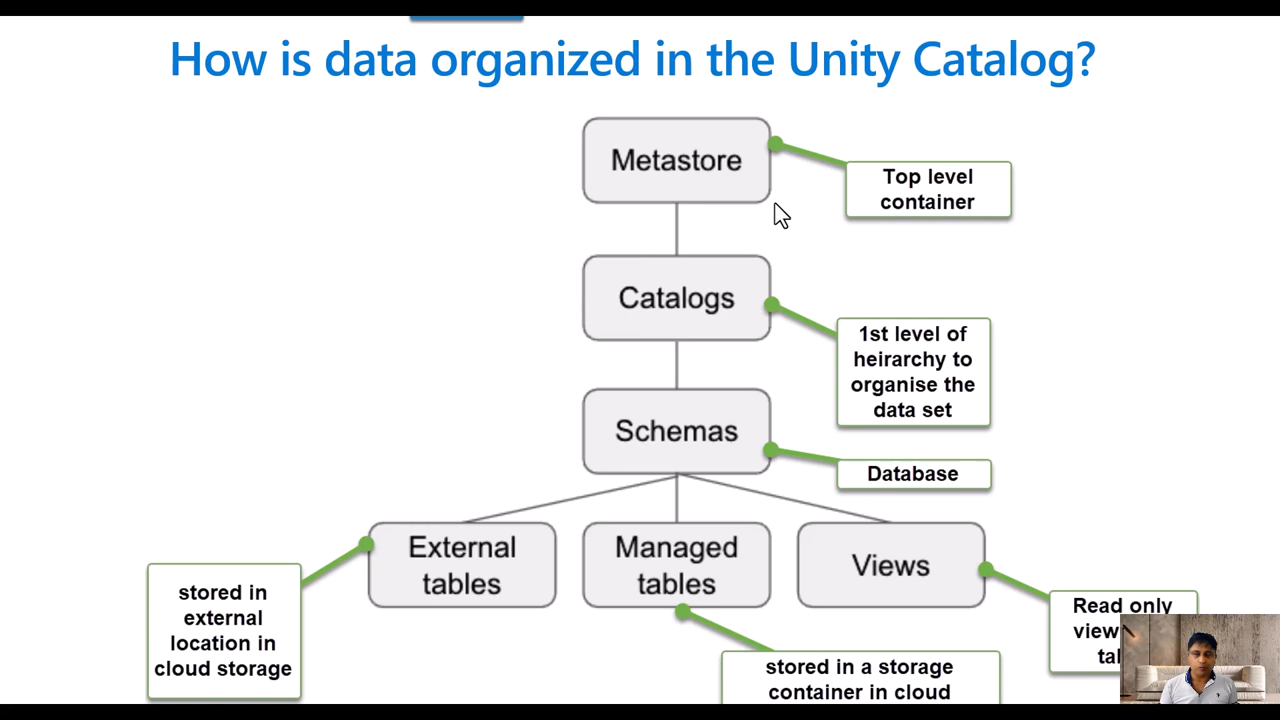 How is data organized in the Unity Catalog?
Metastore
Top level
container
Catalogs
1st level of
heirarchy to
organise the
data set
Schemas
Database
External
tables
Managed
tables
Views
stored in
external
location in
cloud storage
stored in a storage
container in cloud
Read only
view